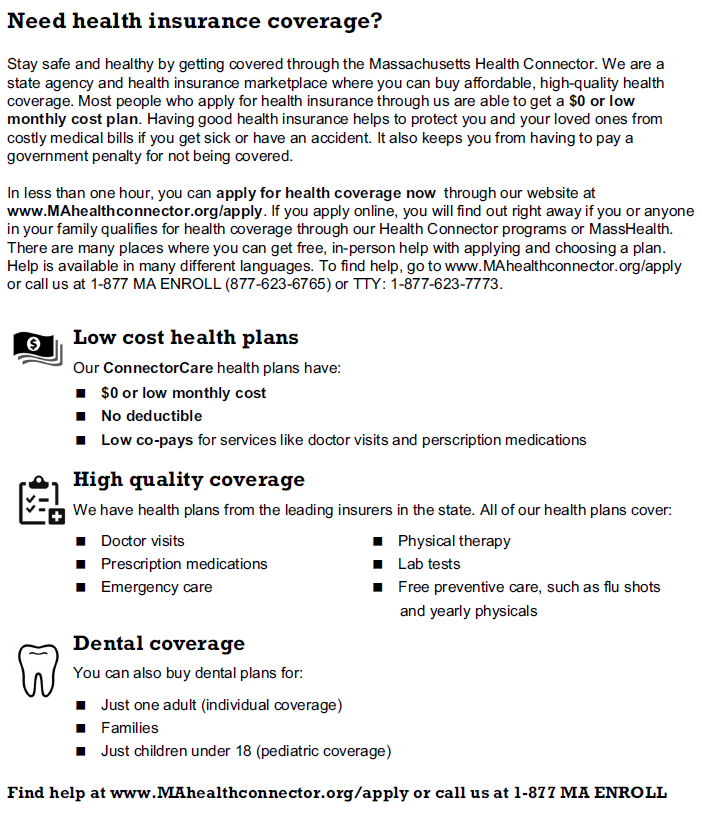 Need health insurance coverage?
Stay safe and healthy by getting covered through the Massachusetts Health Connector. We are a
state agency and health insurance marketplace where you can buy affordable, high-quality health
coverage. Most people who apply for health insurance through us are able to get a $0 or low
monthly cost plan. Having good health insurance helps to protect you and your loved ones from
costly medical bills if you get sick or have an accident. It also keeps you from having to pay a
government penalty for not being covered.
In less than one hour, you can apply for health coverage now through our website at
www.MAhealthconnector.org/apply. If you apply online, you will find out right away if you or anyone
in your family qualifies for health coverage through our Health Connector programs or MassHealth.
There are many places where you can get free, in-person help with applying and choosing a plan.
Help is available in many different languages. To find help, go to www.MAhealthconnector.org/apply
or call us at 1-877 MA ENROLL (877-623-6765) or TTY: 1-877-623-7773.
$
Low cost health plans
Our ConnectorCare health plans have:
■ $0 or low monthly cost
■ No deductible
■ Low co-pays for services like doctor visits and perscription medications
High quality coverage
We have health plans from the leading insurers in the state. All of our health plans cover:
■ Doctor visits
■ Prescription medications
■ Emergency care
■ Physical therapy
■ Lab tests
■ Free preventive care, such as flu shots
and yearly physicals
Dental coverage
You can also buy dental plans for:
■ Just one adult (individual coverage)
■ Families
■ Just children under 18 (pediatric coverage)
Find help at www.MAhealthconnector.org/apply or call us at 1-877 MA ENROLL